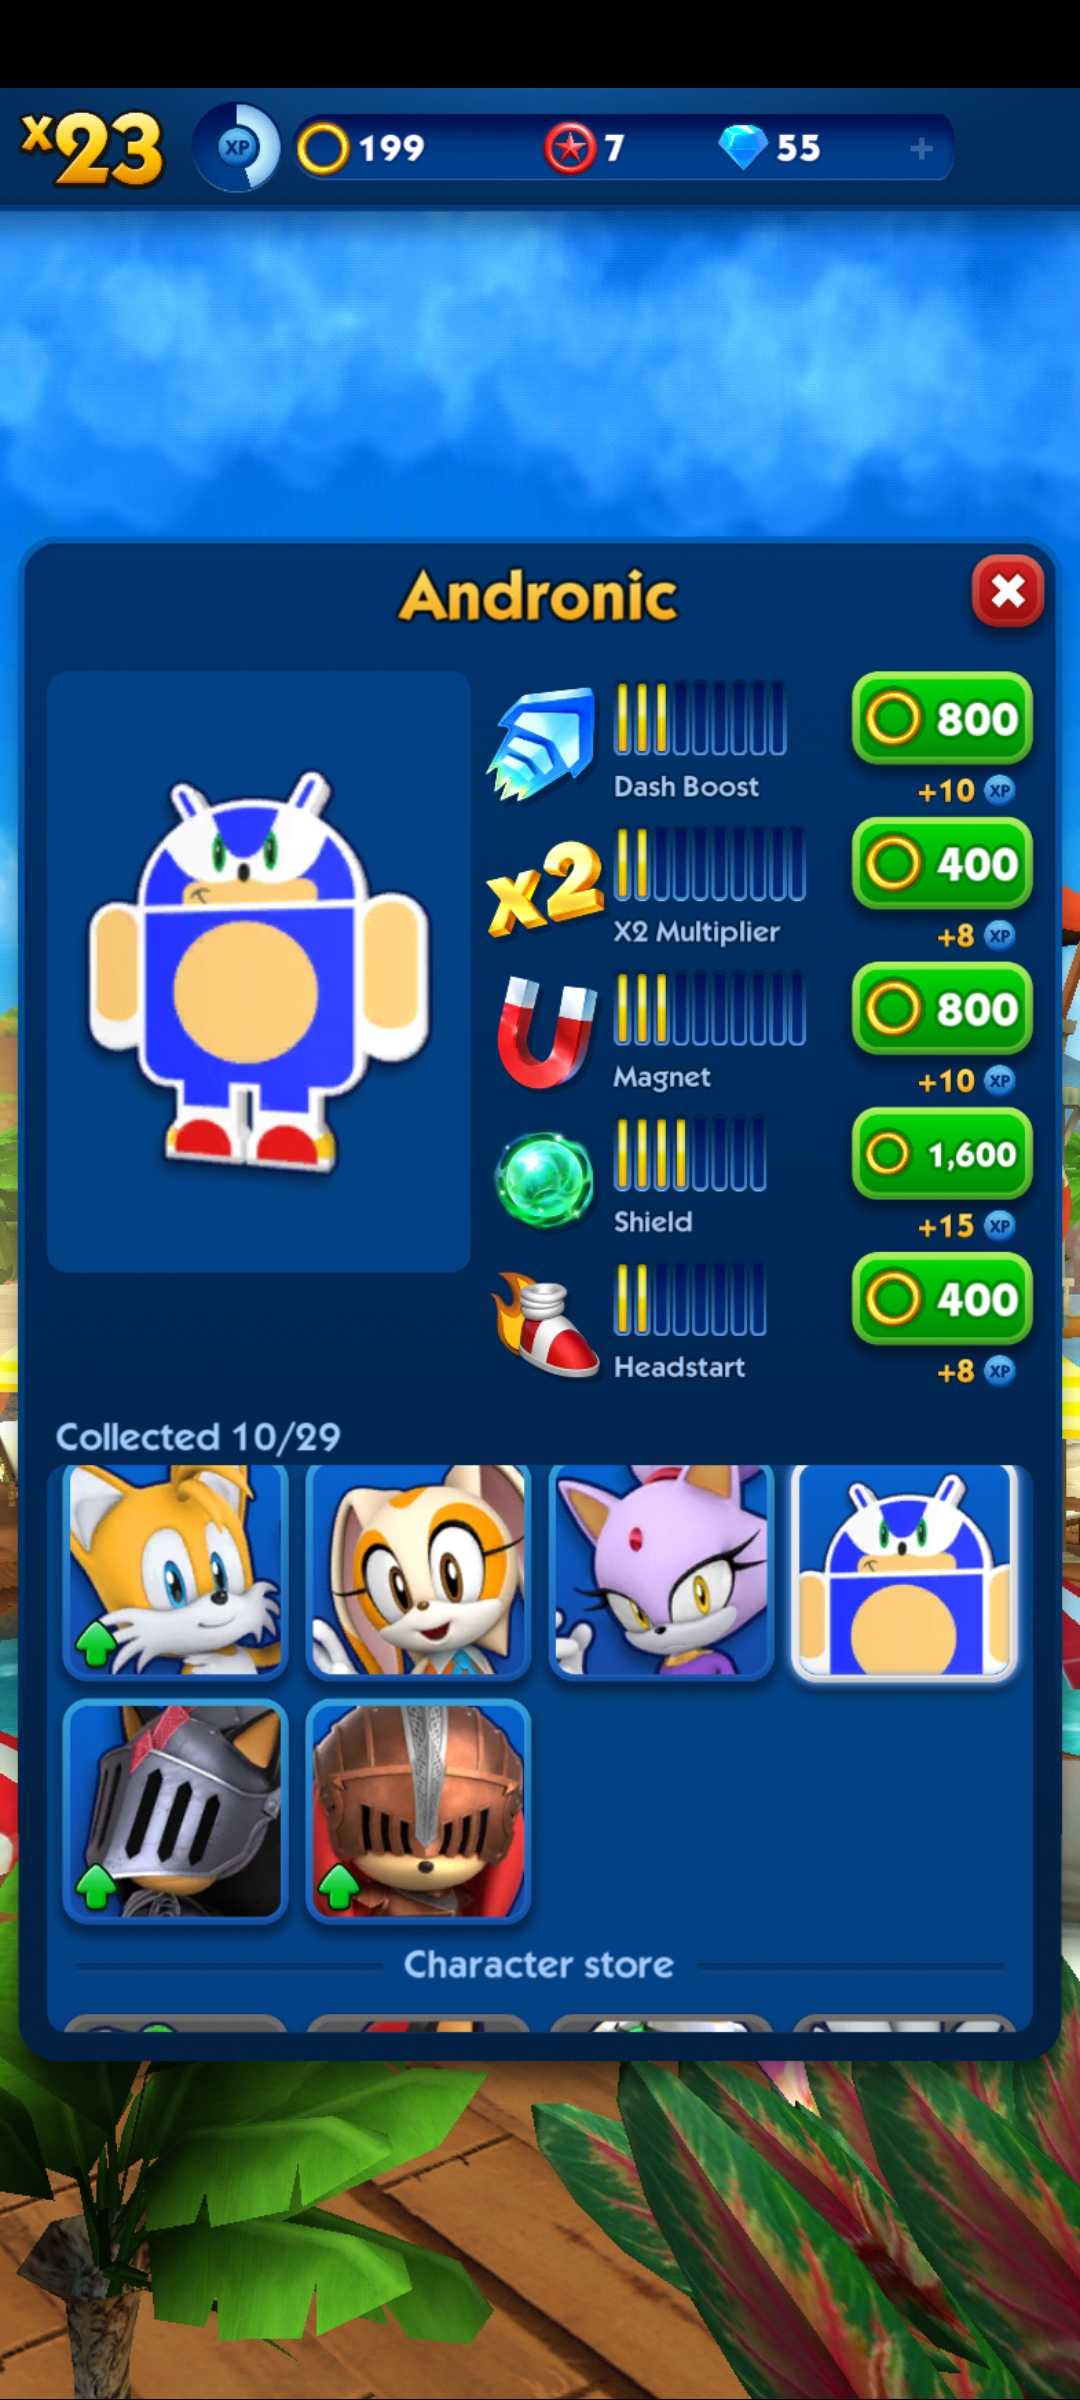 x23
XP
199
7
55
+
Andronic
800
Dash Boost
+10 XP
x2
400
X2 Multiplier
+8 XP
800
Magnet
+10 XP
1,600
Shield
+15 XP
400
Headstart
+8 XP
Collected 10/29
Character store